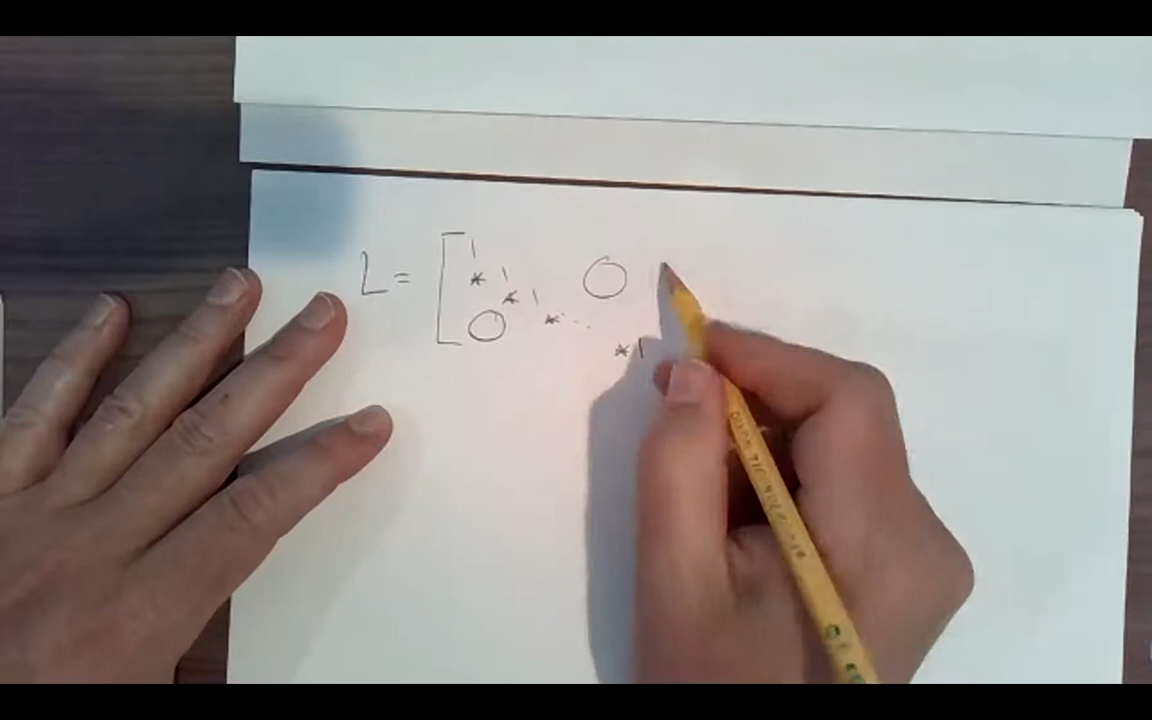 L = [ 1 0
* 1
* 1
0 * ⋱
* 1